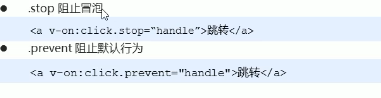 .stop 阻止冒泡
<a v-on:click.stop="handle">跳转</a>
.prevent 阻止默认行为
<a v-on:click.prevent="handle">跳转</a>